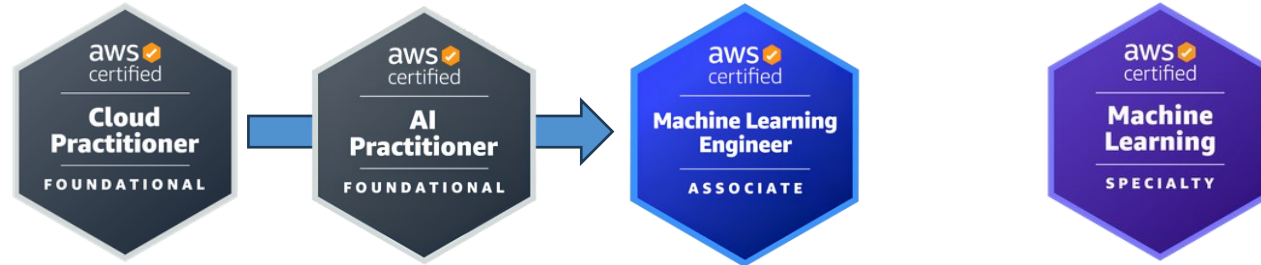 aws
certified
Cloud
Practitioner
FOUNDATIONAL
aws
certified
AI
Practitioner
FOUNDATIONAL
aws
certified
Machine Learning
Engineer
ASSOCIATE
aws
certified
Machine
Learning
SPECIALTY